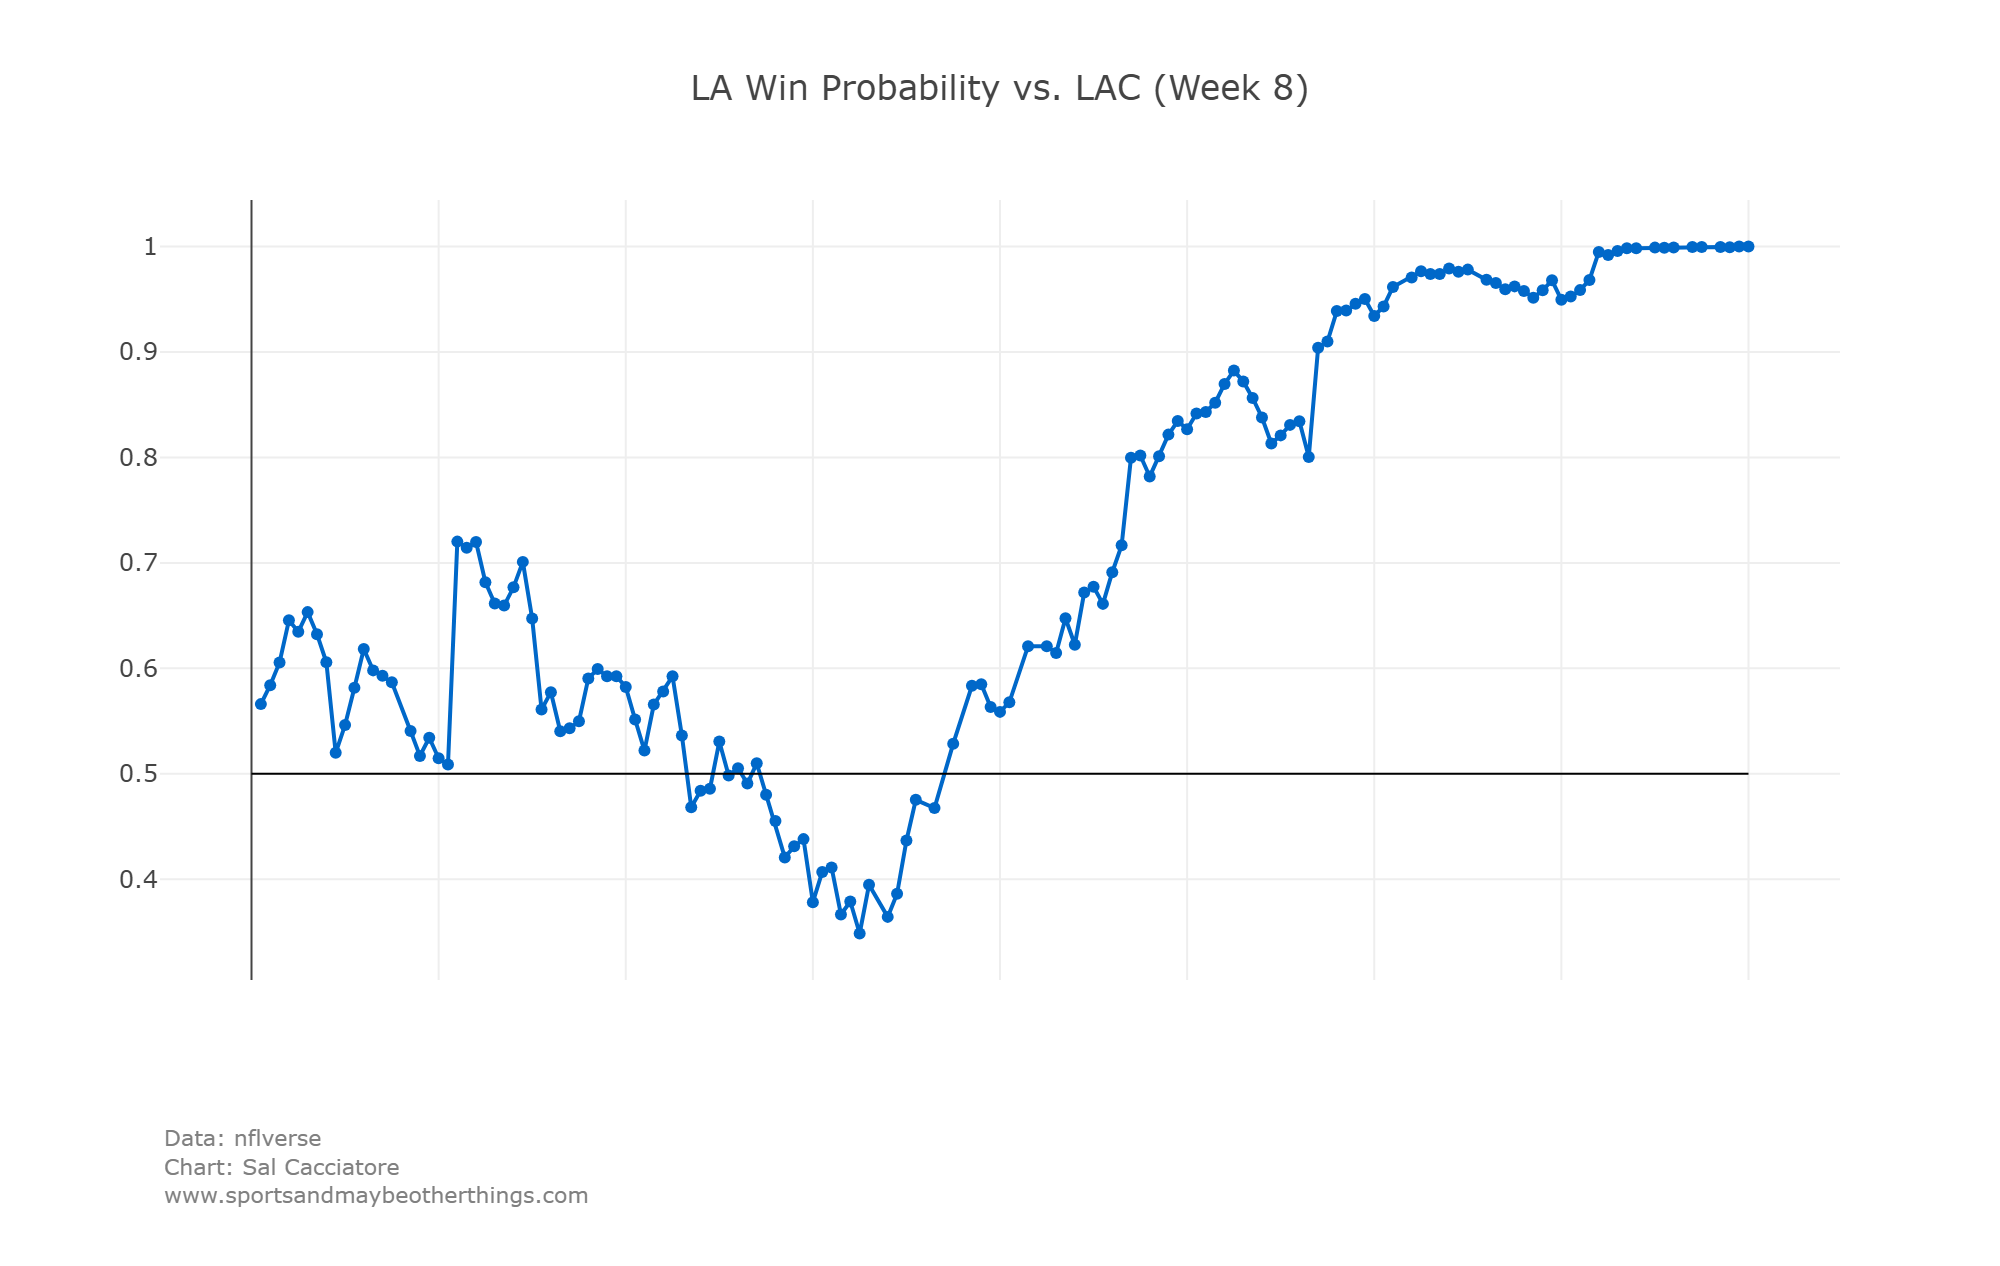 LA Win Probability vs. LAC (Week 8)
1
0.9
0.8
0.7
0.6
0.5
0.4
Data: nflverse
Chart: Sal Cacciatore
www.sportsandmaybeotherthings.com